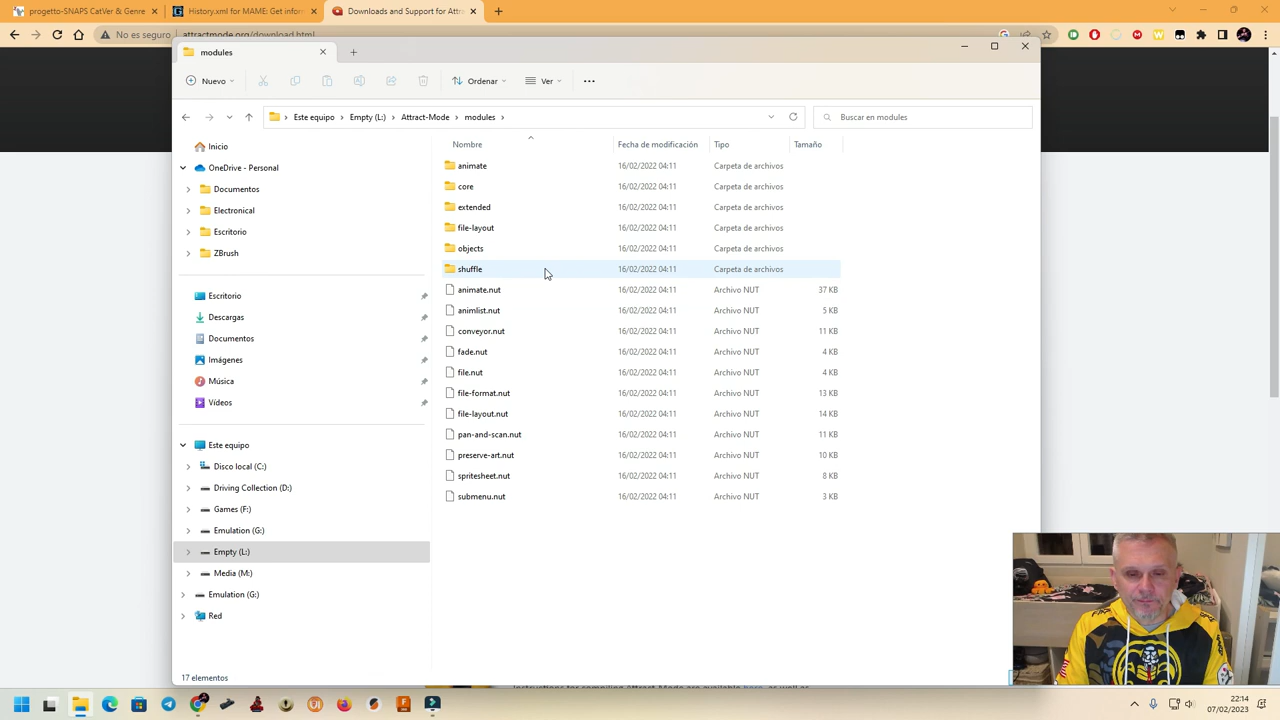 progetto-SNAPS CatVer & Genre
History.xml for MAME: Get inform
Downloads and Support for Attra
No es seguro
attractmode.org/download.html
modules
Nuevo
Ordenar
Ver
Este equipo > Empty (L:) > Attract-Mode > modules >
Buscar en modules
Inicio
OneDrive - Personal
Documentos
Electronical
Escritorio
ZBrush
Escritorio
Descargas
Documentos
Imágenes
Música
Vídeos
Este equipo
Disco local (C:)
Driving Collection (D:)
Games (F:)
Emulation (G:)
Empty (L:)
Media (M:)
Emulation (G:)
Red
Nombre Fecha de modificación Tipo Tamaño
animate 16/02/2022 04:11 Carpeta de archivos
core 16/02/2022 04:11 Carpeta de archivos
extended 16/02/2022 04:11 Carpeta de archivos
file-layout 16/02/2022 04:11 Carpeta de archivos
objects 16/02/2022 04:11 Carpeta de archivos
shuffle 16/02/2022 04:11 Carpeta de archivos
animate.nut 16/02/2022 04:11 Archivo NUT 37 KB
animlist.nut 16/02/2022 04:11 Archivo NUT 5 KB
conveyor.nut 16/02/2022 04:11 Archivo NUT 11 KB
fade.nut 16/02/2022 04:11 Archivo NUT 4 KB
file.nut 16/02/2022 04:11 Archivo NUT 4 KB
file-format.nut 16/02/2022 04:11 Archivo NUT 13 KB
file-layout.nut 16/02/2022 04:11 Archivo NUT 14 KB
pan-and-scan.nut 16/02/2022 04:11 Archivo NUT 11 KB
preserve-art.nut 16/02/2022 04:11 Archivo NUT 10 KB
spritesheet.nut 16/02/2022 04:11 Archivo NUT 8 KB
submenu.nut 16/02/2022 04:11 Archivo NUT 3 KB
17 elementos
Instructions for compiling Attract-Mode are available here, or well or
22:14
07/02/2023